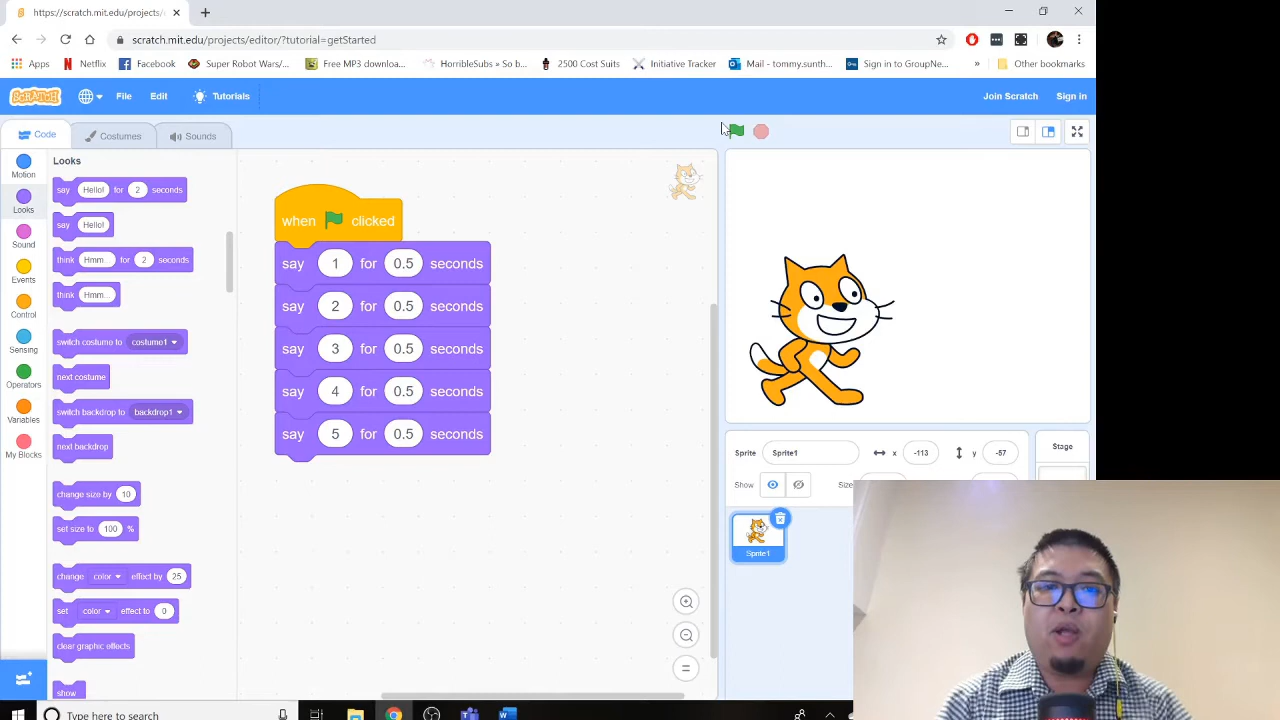 https://scratch.mit.edu/projects/
scratch.mit.edu/projects/editor/?tutorial=getStarted
Apps Netflix Facebook Super Robot Wars/... Free MP3 download... HorribleSubs » So b... 2500 Cost Suits Initiative Tracker Mail - tommy.sunth... Sign in to GroupNe... » Other bookmarks
SCRATCH File Edit Tutorials Join Scratch Sign in
Code Costumes Sounds
Motion
Looks
Sound
Events
Control
Sensing
Operators
Variables
My Blocks
Looks
say Hello! for 2 seconds
say Hello!
think Hmm... for 2 seconds
think Hmm...
switch costume to costume1
next costume
switch backdrop to backdrop1
next backdrop
change size by 10
set size to 100 %
change color effect by 25
set color effect to 0
clear graphic effects
show
when clicked
say 1 for 0.5 seconds
say 2 for 0.5 seconds
say 3 for 0.5 seconds
say 4 for 0.5 seconds
say 5 for 0.5 seconds
Sprite Sprite1 x -113 y -57
Show Size
Sprite1
Stage
Type here to search